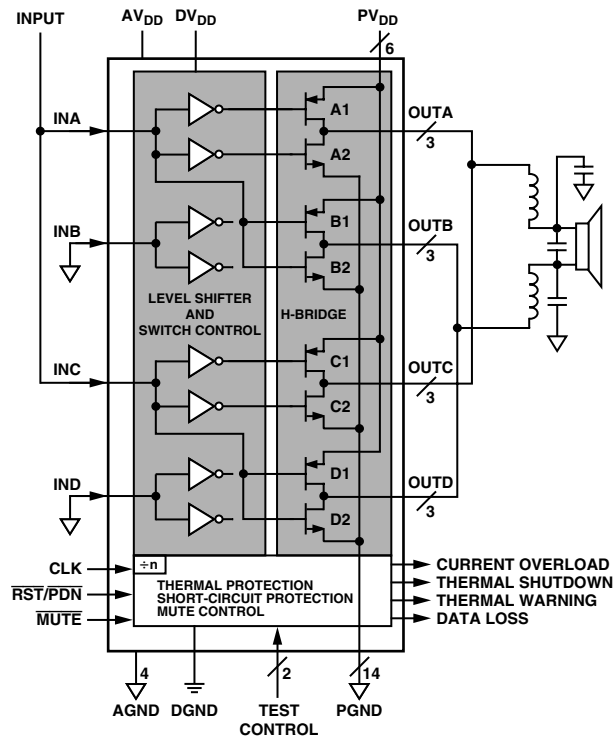 INPUT
AVDD
DVDD
PVDD
6
INA
A1
OUTA
3
A2
B1
INB
OUTB
3
B2
LEVEL SHIFTER
AND
SWITCH CONTROL
H-BRIDGE
C1
INC
OUTC
3
C2
D1
IND
OUTD
3
D2
CLK
÷n
RST/PDN
MUTE
THERMAL PROTECTION
SHORT-CIRCUIT PROTECTION
MUTE CONTROL
CURRENT OVERLOAD
THERMAL SHUTDOWN
THERMAL WARNING
DATA LOSS
4
2
14
AGND
DGND
TEST
CONTROL
PGND